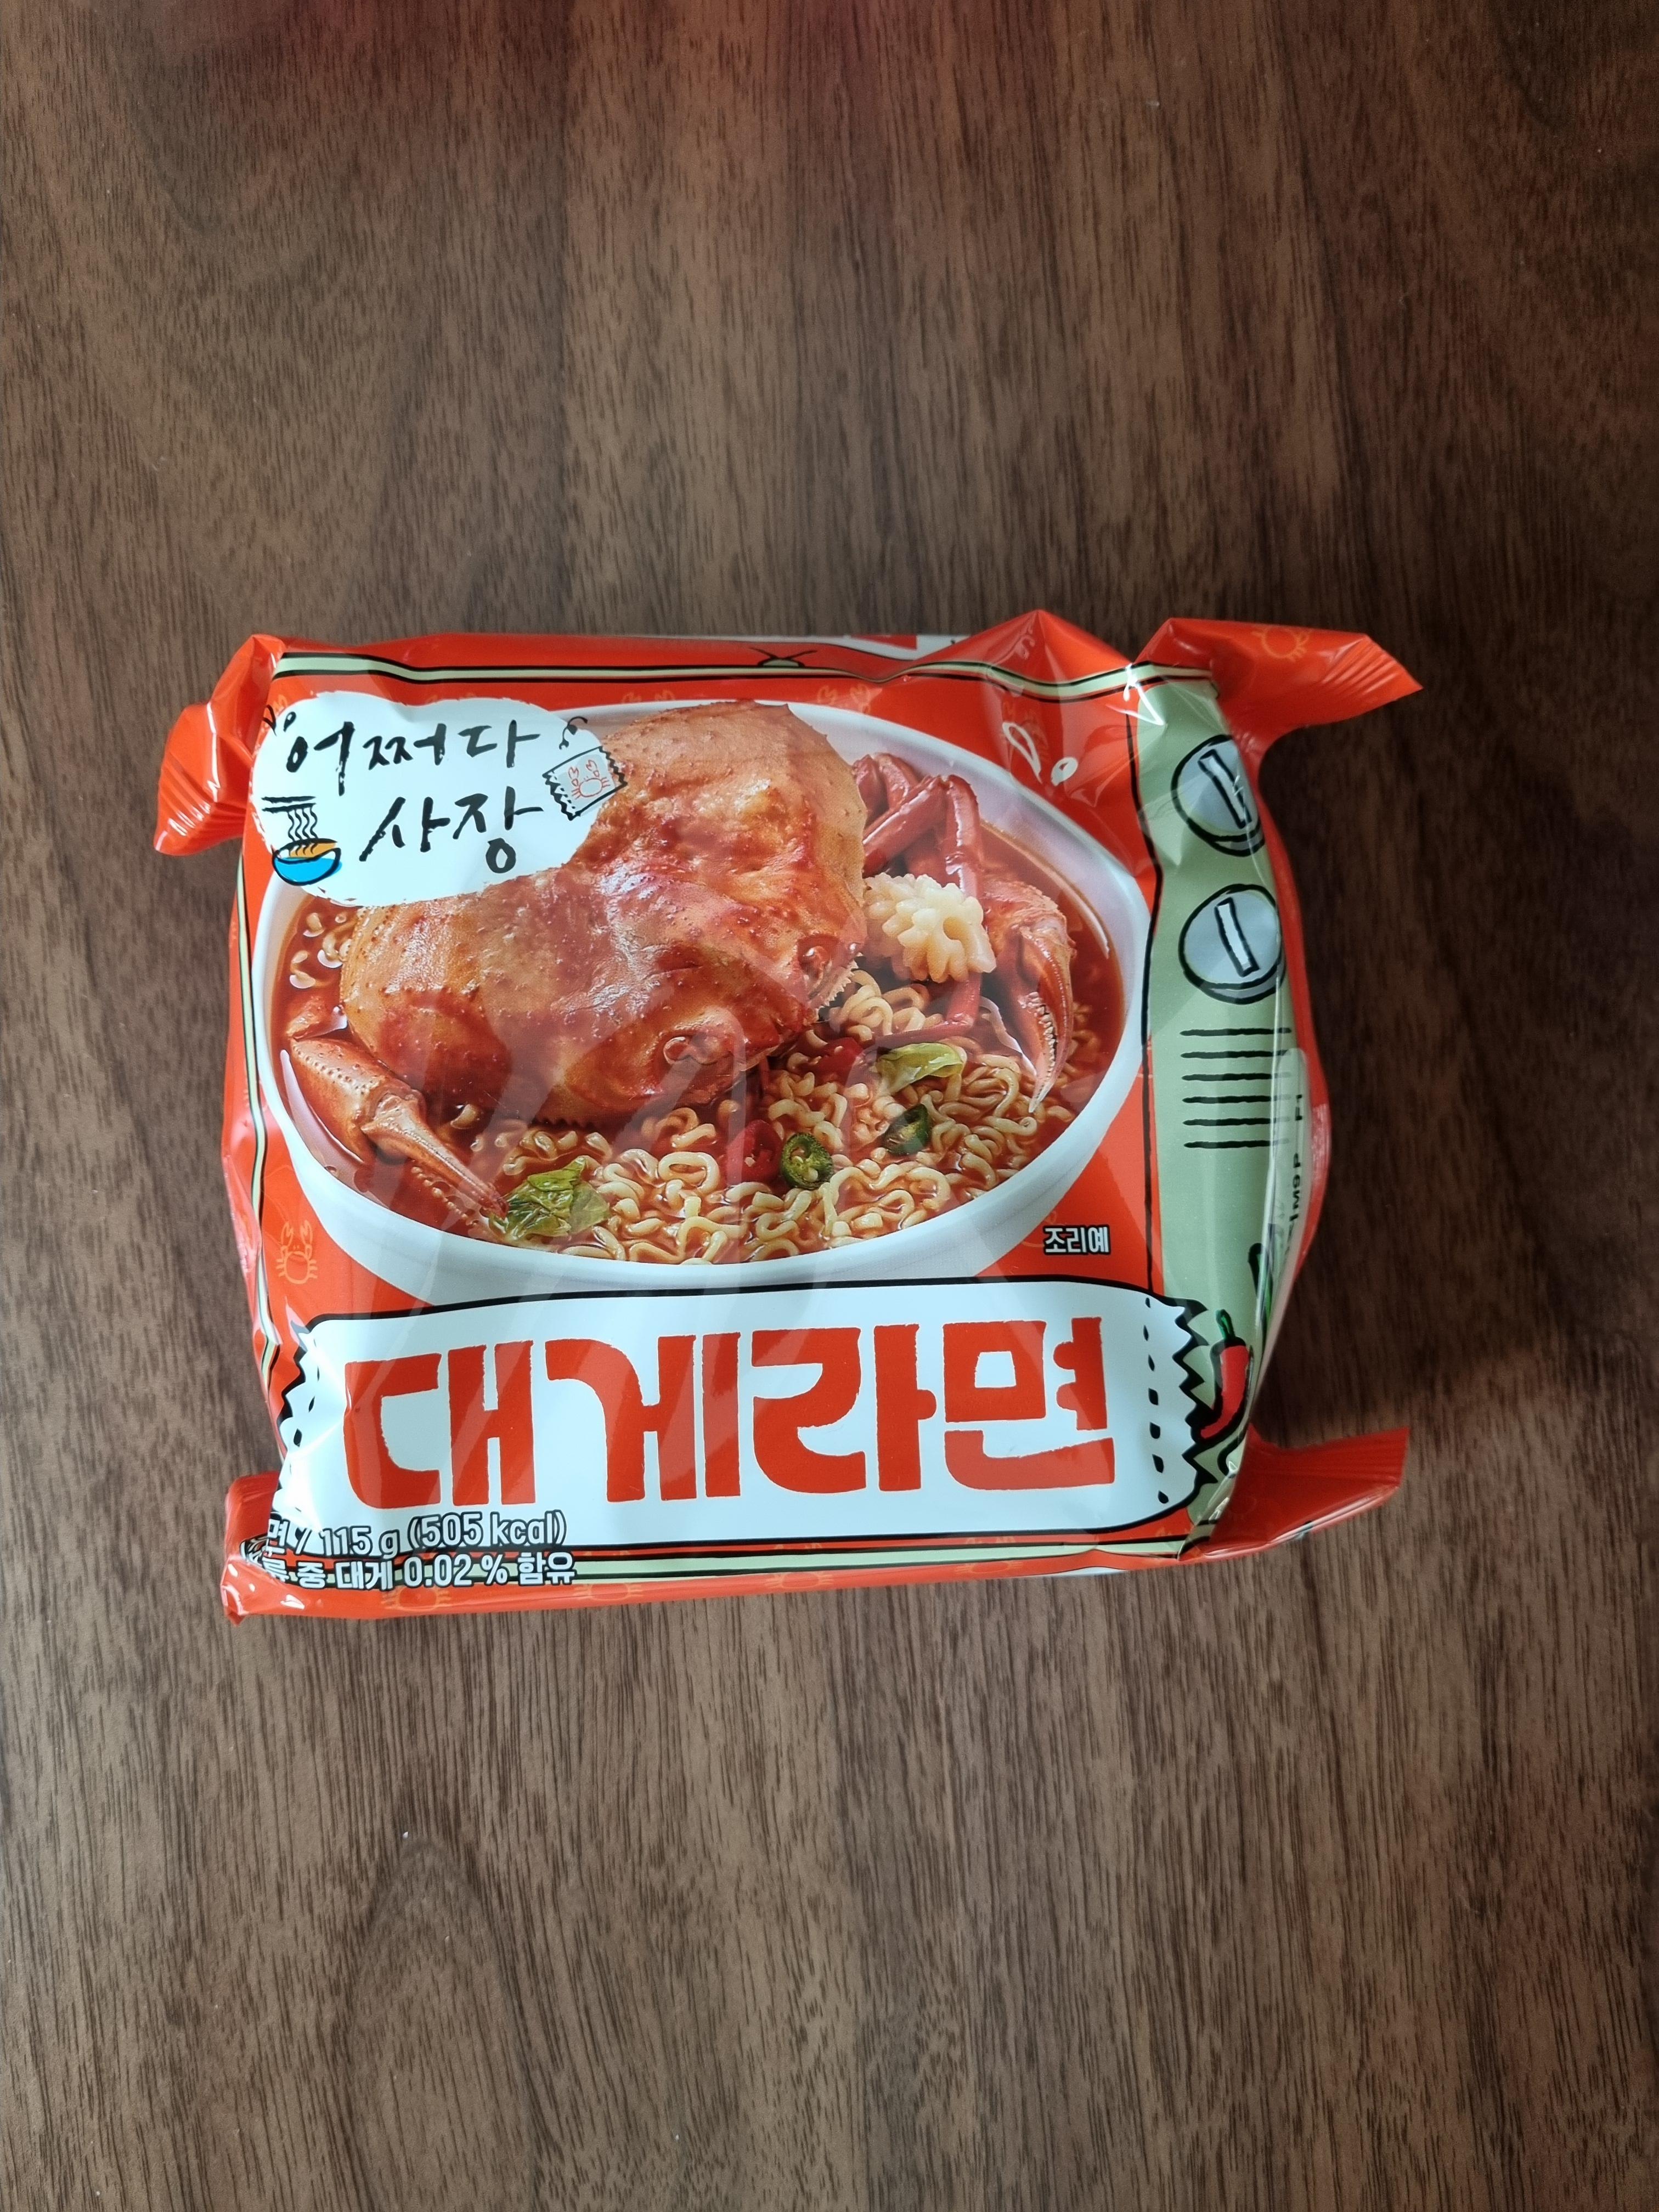 어쩌다
사장
조리예
대게라면
115 g (505 kcal)
중 대게 0.02 % 함유